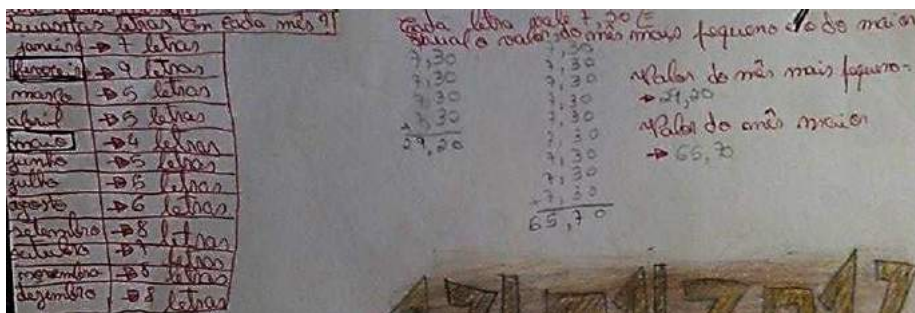 Quantas letras tem cada mês?
janeiro → 7 letras
fevereiro → 9 letras
março → 5 letras
abril → 5 letras
maio → 4 letras
junho → 5 letras
julho → 5 letras
agosto → 6 letras
setembro → 8 letras
outubro → 7 letras
novembro → 8 letras
dezembro → 8 letras
Cada letra vale 7,30 €
Qual o valor do mês mais pequeno e o do maior
7,30
7,30
7,30
+ 7,30
29,20
7,30
7,30
7,30
7,30
7,30
7,30
7,30
7,30
+ 7,30
65,70
Valor do mês mais pequeno =
→ 29,20
Valor do mês maior
→ 65,70